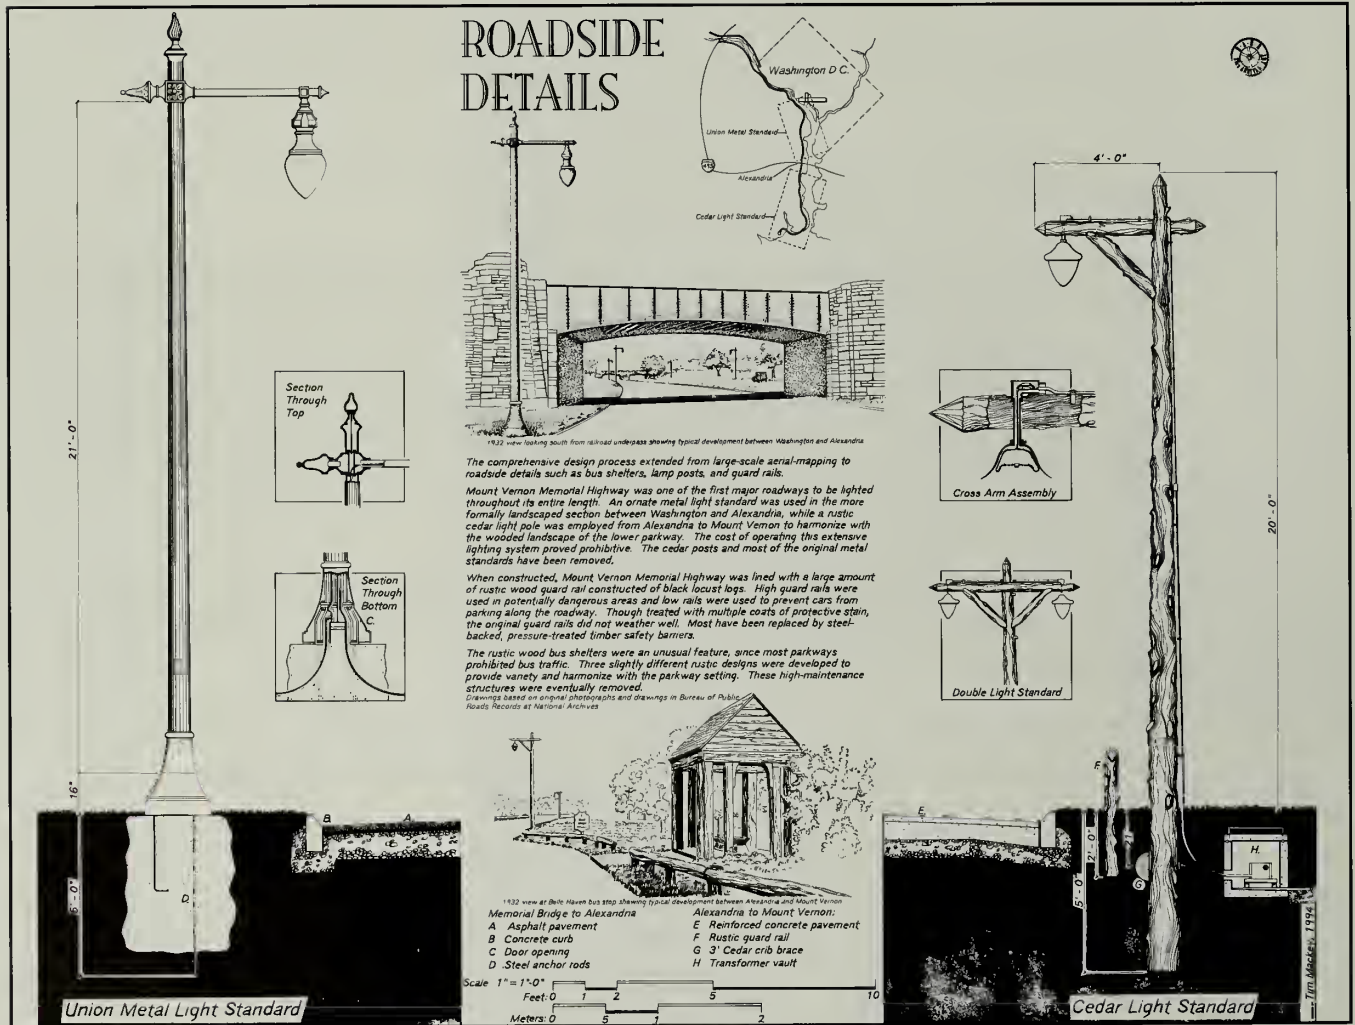 ROADSIDE
DETAILS
Washington D C.
Union Metal Standard
Alexandria
Cedar Light Standard
21'-0"
16"
6'-0"
Section
Through
Top
Section
Through
Bottom
C.
D
B
A
Union Metal Light Standard
1932 view looking south from railroad underpass showing typical development between Washington and Alexandria
The comprehensive design process extended from large-scale aerial-mapping to
roadside details such as bus shelters, lamp posts, and guard rails.
Mount Vernon Memorial Highway was one of the first major roadways to be lighted
throughout its entire length. An ornate metal light standard was used in the more
formally landscaped section between Washington and Alexandria, while a rustic
cedar light pole was employed from Alexandria to Mount Vernon to harmonize with
the wooded landscape of the lower parkway. The cost of operating this extensive
lighting system proved prohibitive. The cedar posts and most of the original metal
standards have been removed.
When constructed, Mount Vernon Memorial Highway was lined with a large amount
of rustic wood guard rail constructed of black locust logs. High guard rails were
used in potentially dangerous areas and low rails were used to prevent cars from
parking along the roadway. Though treated with multiple coats of protective stain,
the original guard rails did not weather well. Most have been replaced by steel-
backed, pressure-treated timber safety barriers.
The rustic wood bus shelters were an unusual feature, since most parkways
prohibited bus traffic. Three slightly different rustic designs were developed to
provide variety and harmonize with the parkway setting. These high-maintenance
structures were eventually removed.
Drawings based on original photographs and drawings in Bureau of Public
Roads Records at National Archives
1932 view at Belle Haven bus stop showing typical development between Alexandria and Mount Vernon
Memorial Bridge to Alexandria
A Asphalt pavement
B Concrete curb
C Door opening
D Steel anchor rods
Alexandria to Mount Vernon:
E Reinforced concrete pavement
F Rustic guard rail
G 3' Cedar crib brace
H Transformer vault
Scale 1" = 1'-0"
Feet: 0 1 2 5 10
Meters: 0 5 1 2
4'-0"
20'-0"
Cross Arm Assembly
Double Light Standard
E
F
2'-0"
5'-0"
G
H.
Cedar Light Standard
Tim Mackey, 1994